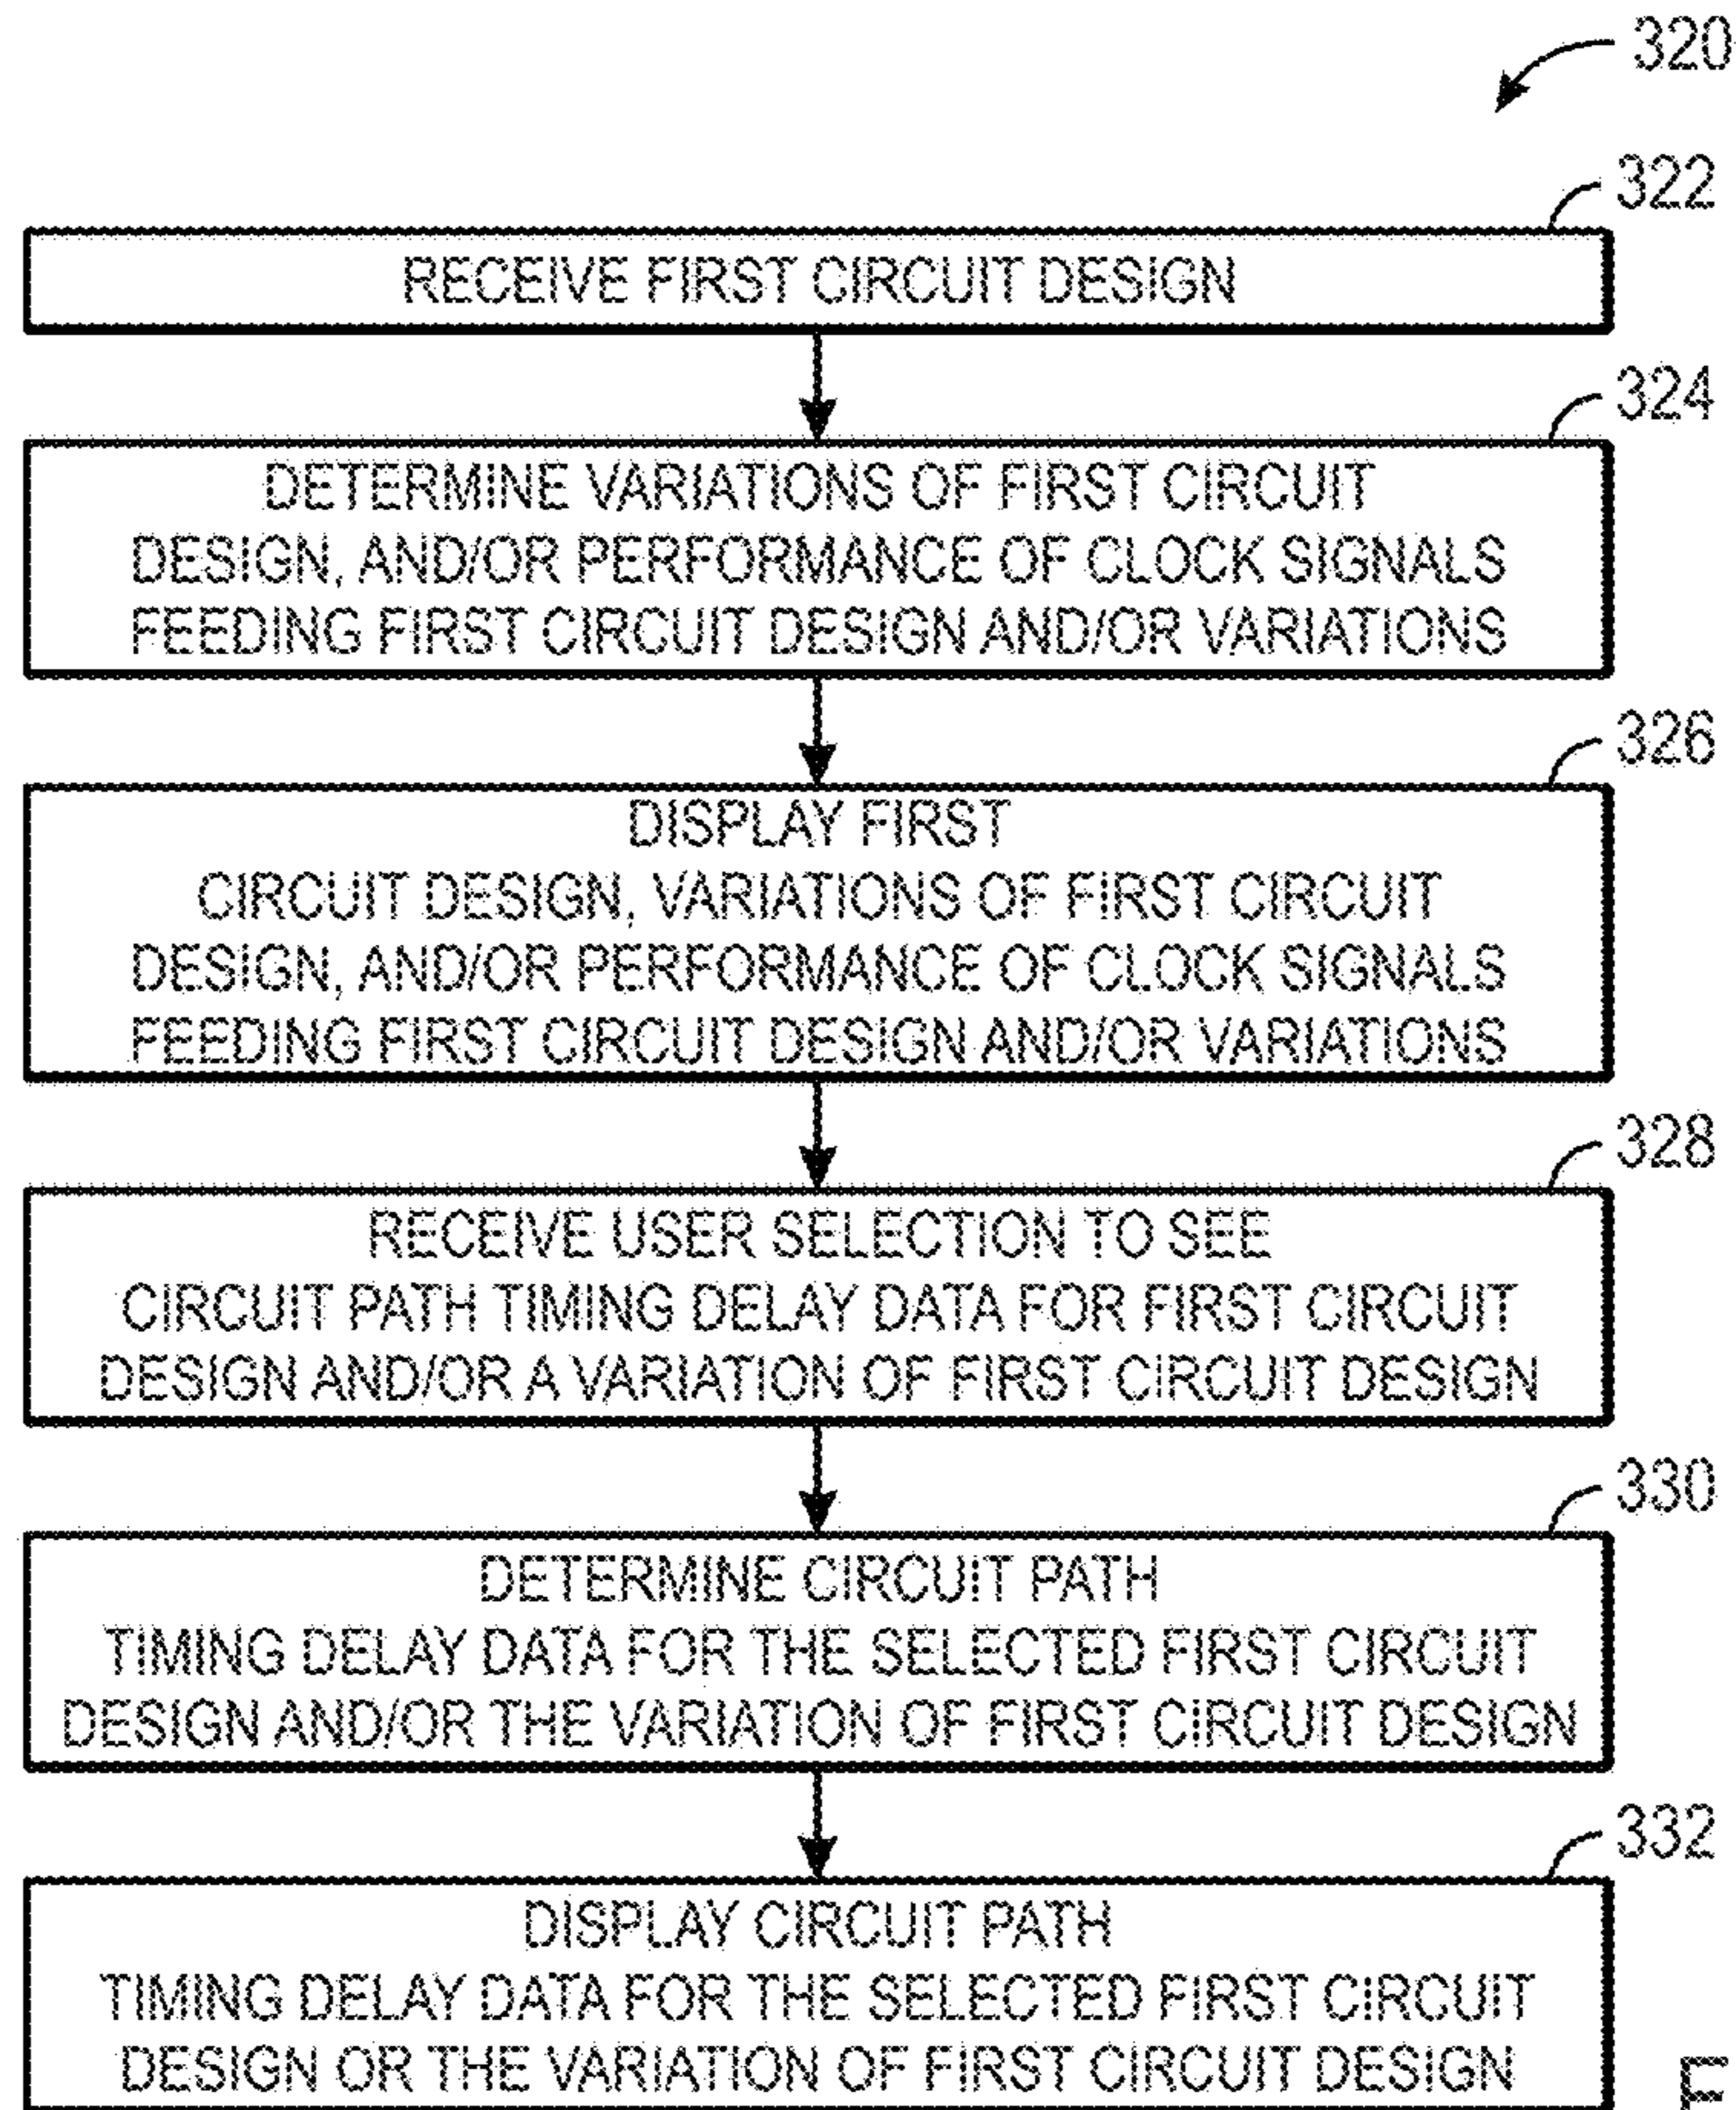 320
322
RECEIVE FIRST CIRCUIT DESIGN
324
DETERMINE VARIATIONS OF FIRST CIRCUIT
DESIGN, AND/OR PERFORMANCE OF CLOCK SIGNALS
FEEDING FIRST CIRCUIT DESIGN AND/OR VARIATIONS
326
DISPLAY FIRST
CIRCUIT DESIGN, VARIATIONS OF FIRST CIRCUIT
DESIGN, AND/OR PERFORMANCE OF CLOCK SIGNALS
FEEDING FIRST CIRCUIT DESIGN AND/OR VARIATIONS
328
RECEIVE USER SELECTION TO SEE
CIRCUIT PATH TIMING DELAY DATA FOR FIRST CIRCUIT
DESIGN AND/OR A VARIATION OF FIRST CIRCUIT DESIGN
330
DETERMINE CIRCUIT PATH
TIMING DELAY DATA FOR THE SELECTED FIRST CIRCUIT
DESIGN AND/OR THE VARIATION OF FIRST CIRCUIT DESIGN
332
DISPLAY CIRCUIT PATH
TIMING DELAY DATA FOR THE SELECTED FIRST CIRCUIT
DESIGN OR THE VARIATION OF FIRST CIRCUIT DESIGN